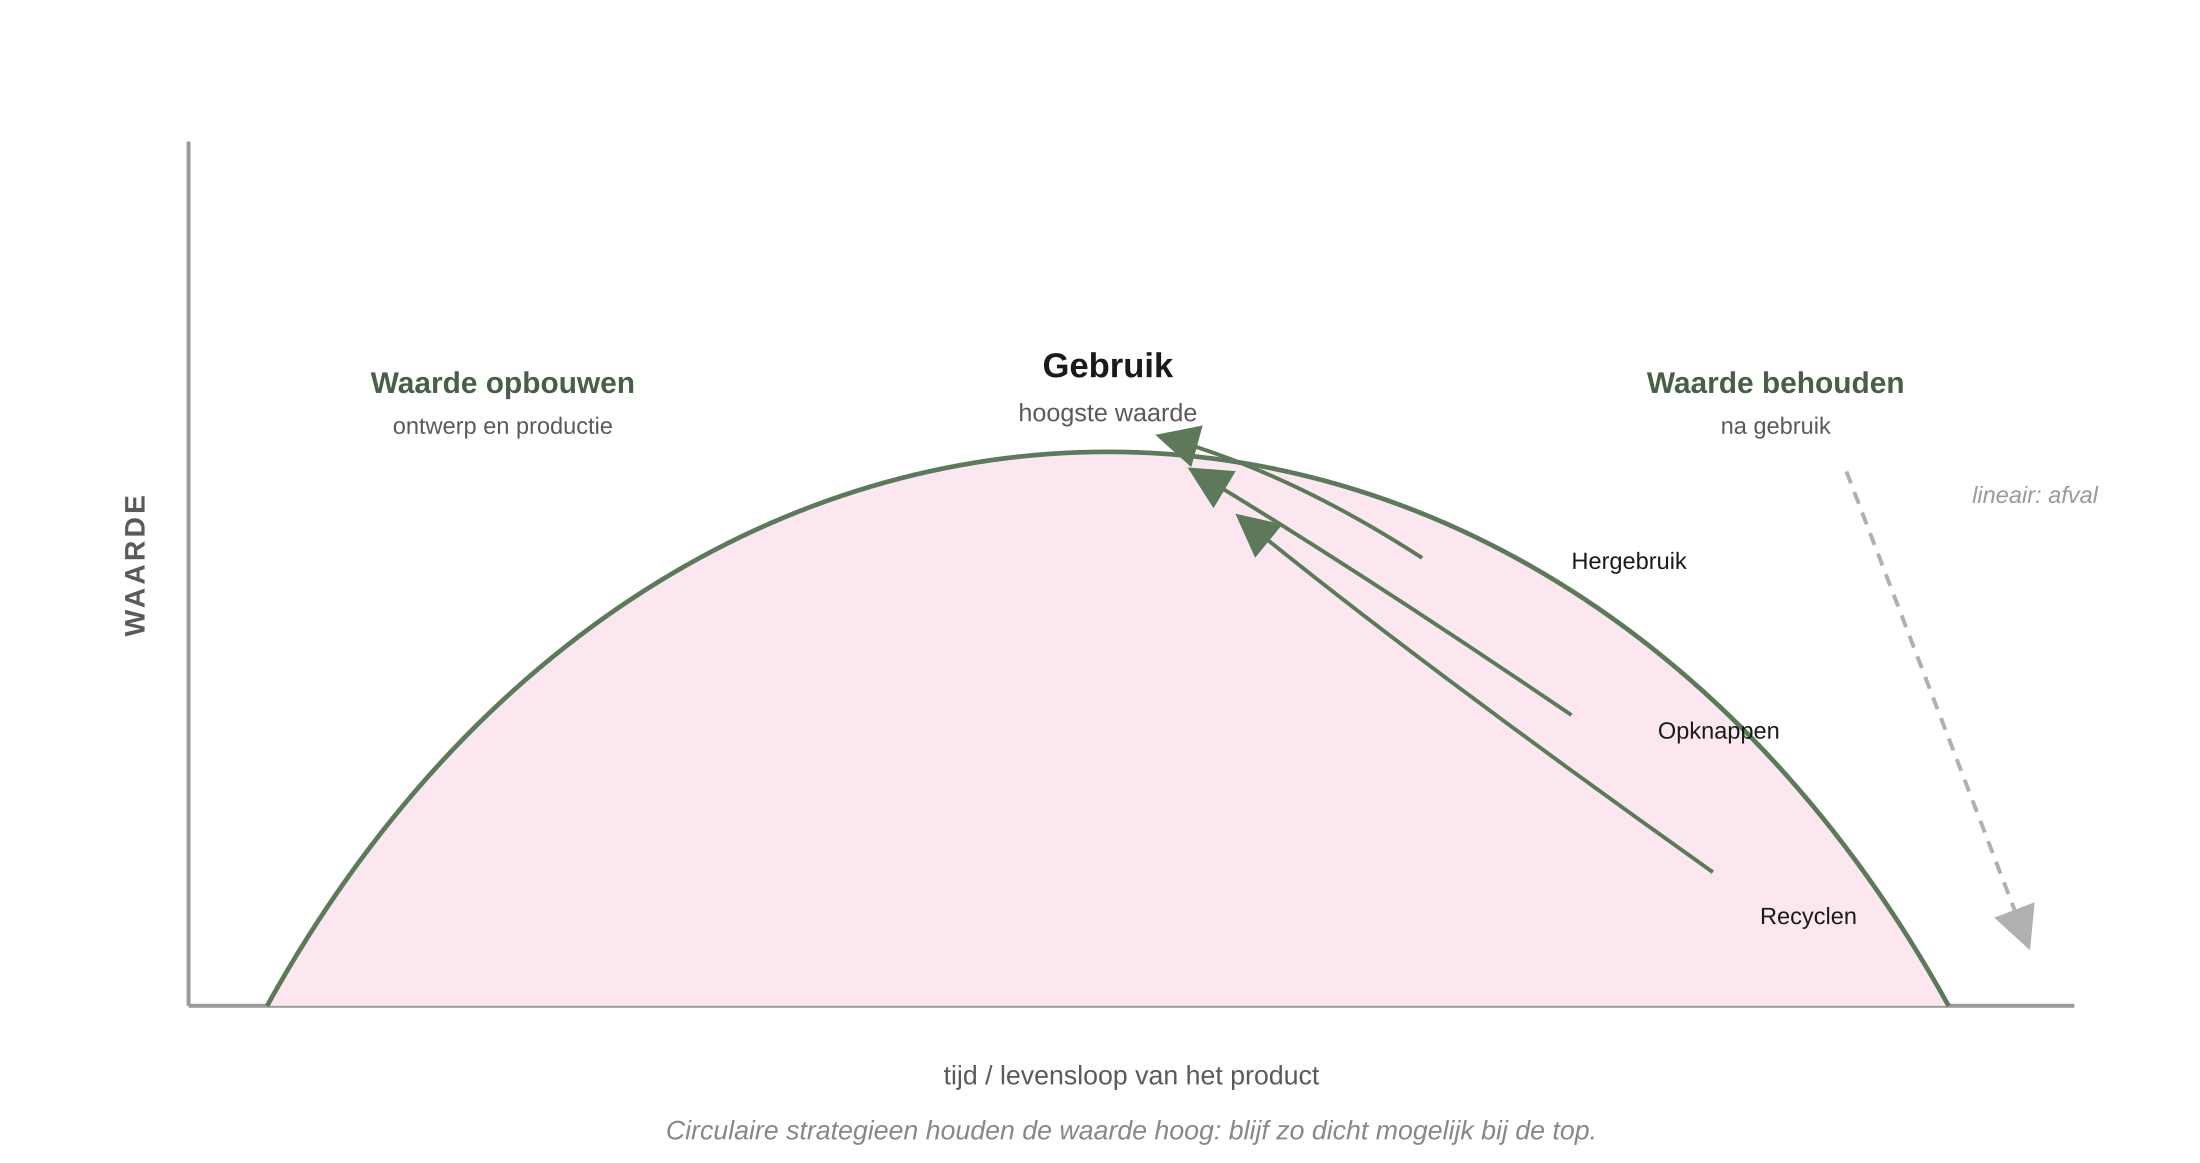 Gebruik
Waarde opbouwen
Waarde behouden
hoogste waarde
ontwerp en productie
na gebruik
lineair: afval
WAARDE
Hergebruik
Opknappen
Recyclen
tijd / levensloop van het product
Circulaire strategieen houden de waarde hoog: blijf zo dicht mogelijk bij de top.